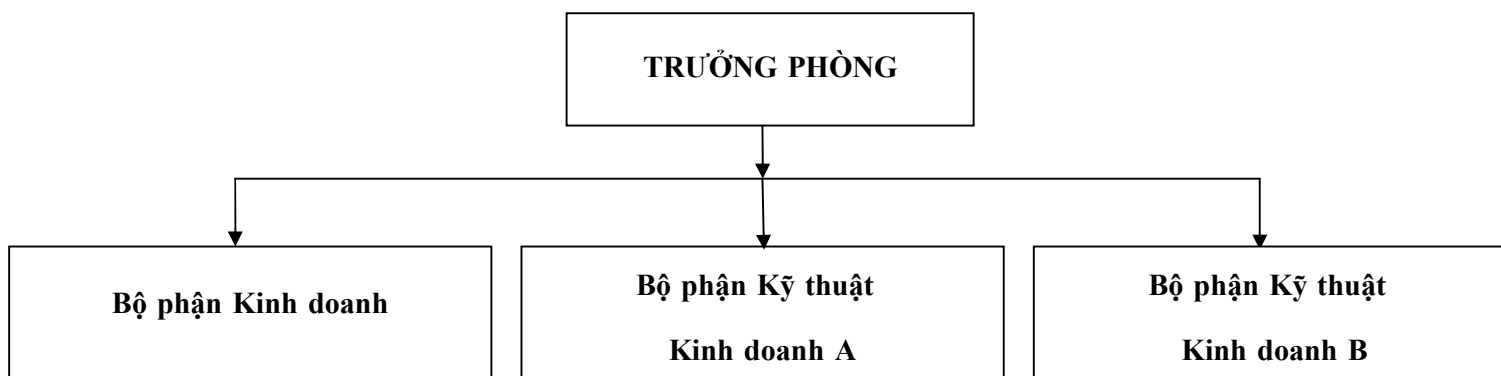 TRƯỞNG PHÒNG
Bộ phận Kinh doanh
Bộ phận Kỹ thuật
Kinh doanh A
Bộ phận Kỹ thuật
Kinh doanh B